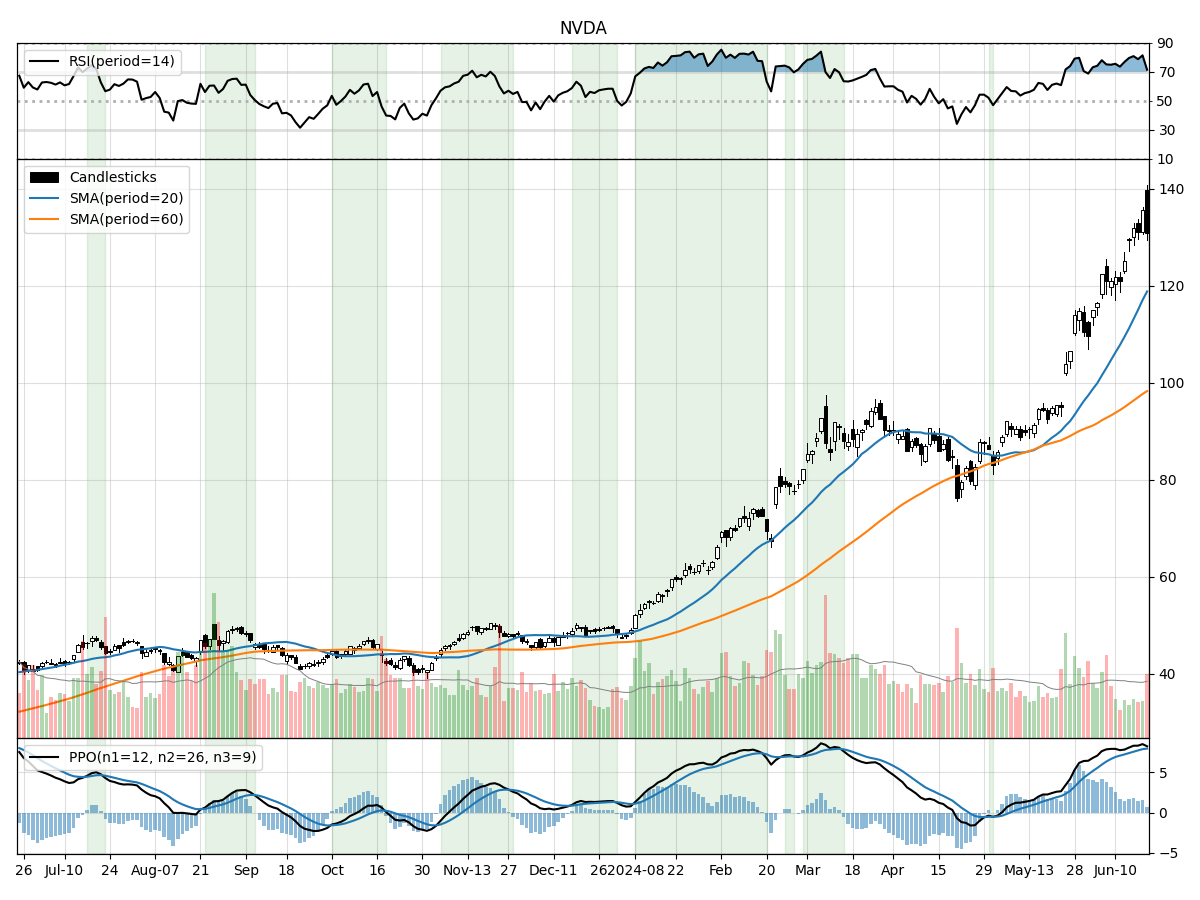 NVDA
RSI(period=14)
90
70
50
30
10
Candlesticks
SMA(period=20)
SMA(period=60)
140
120
100
80
60
40
PPO(n1=12, n2=26, n3=9)
5
0
−5
26 Jul-10 24 Aug-07 21 Sep 18 Oct 16 30 Nov-13 27 Dec-11 26 2024-08 22 Feb 20 Mar 18 Apr 15 29 May-13 28 Jun-10